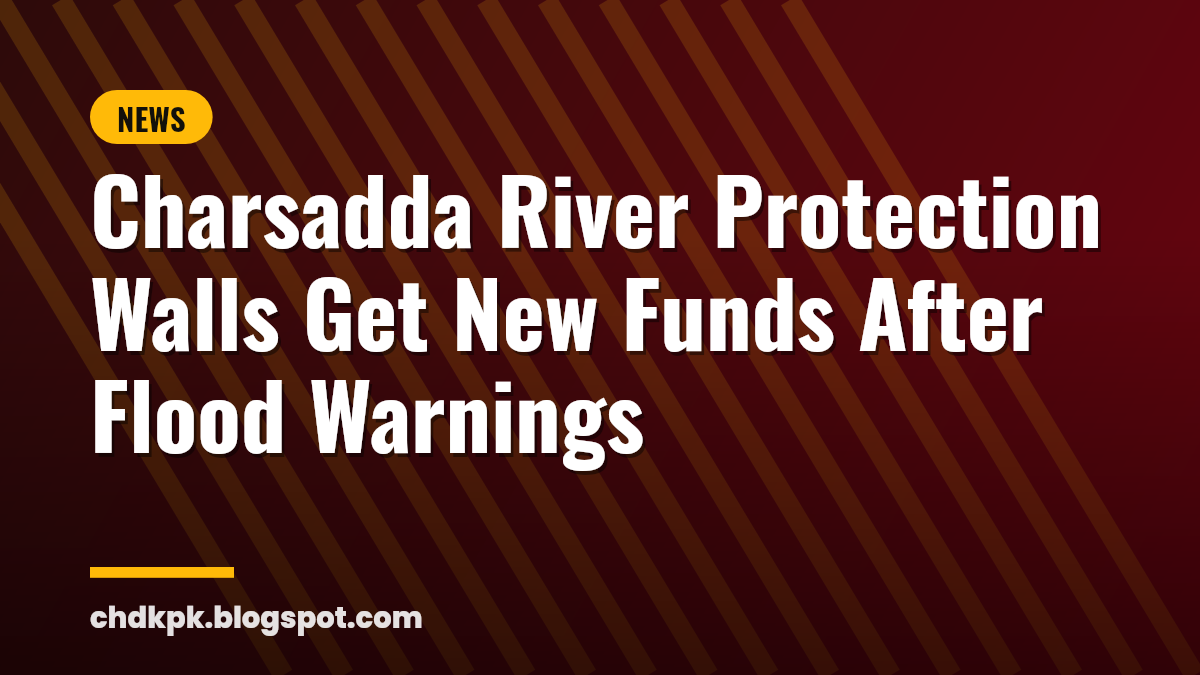 NEWS
Charsadda River Protection
Walls Get New Funds After
Flood Warnings
chdkpk.blogspot.com